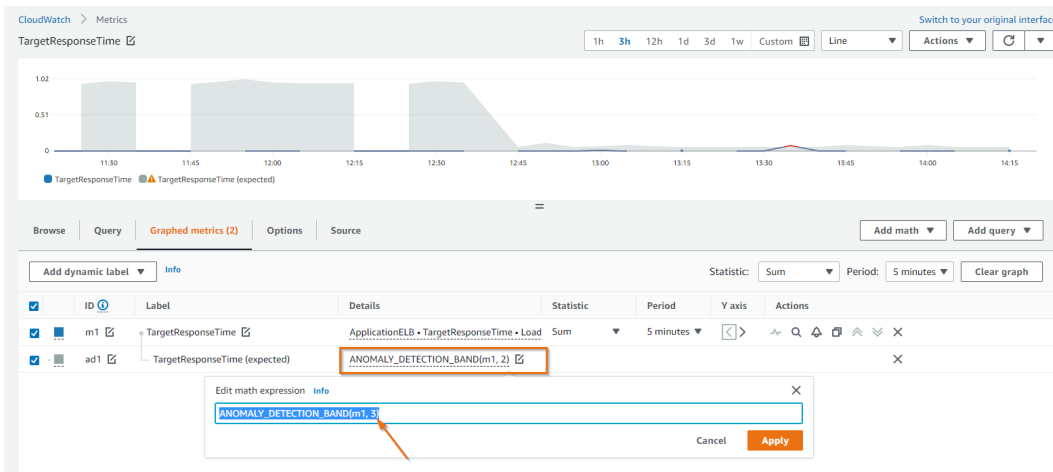 CloudWatch > Metrics Switch to your original interface
TargetResponseTime 1h 3h 12h 1d 3d 1w Custom Line Actions
1.02
0.51
0
11:30 11:45 12:00 12:15 12:30 12:45 13:00 13:15 13:30 13:45 14:00 14:15
TargetResponseTime TargetResponseTime (expected)
Browse Query Graphed metrics (2) Options Source Add math Add query
Add dynamic label Info Statistic: Sum Period: 5 minutes Clear graph
ID Label Details Statistic Period Y axis Actions
m1 TargetResponseTime ApplicationELB • TargetResponseTime • Load Sum 5 minutes < >
ad1 TargetResponseTime (expected) ANOMALY_DETECTION_BAND(m1, 2)
Edit math expression Info
ANOMALY_DETECTION_BAND(m1, 3)
Cancel Apply